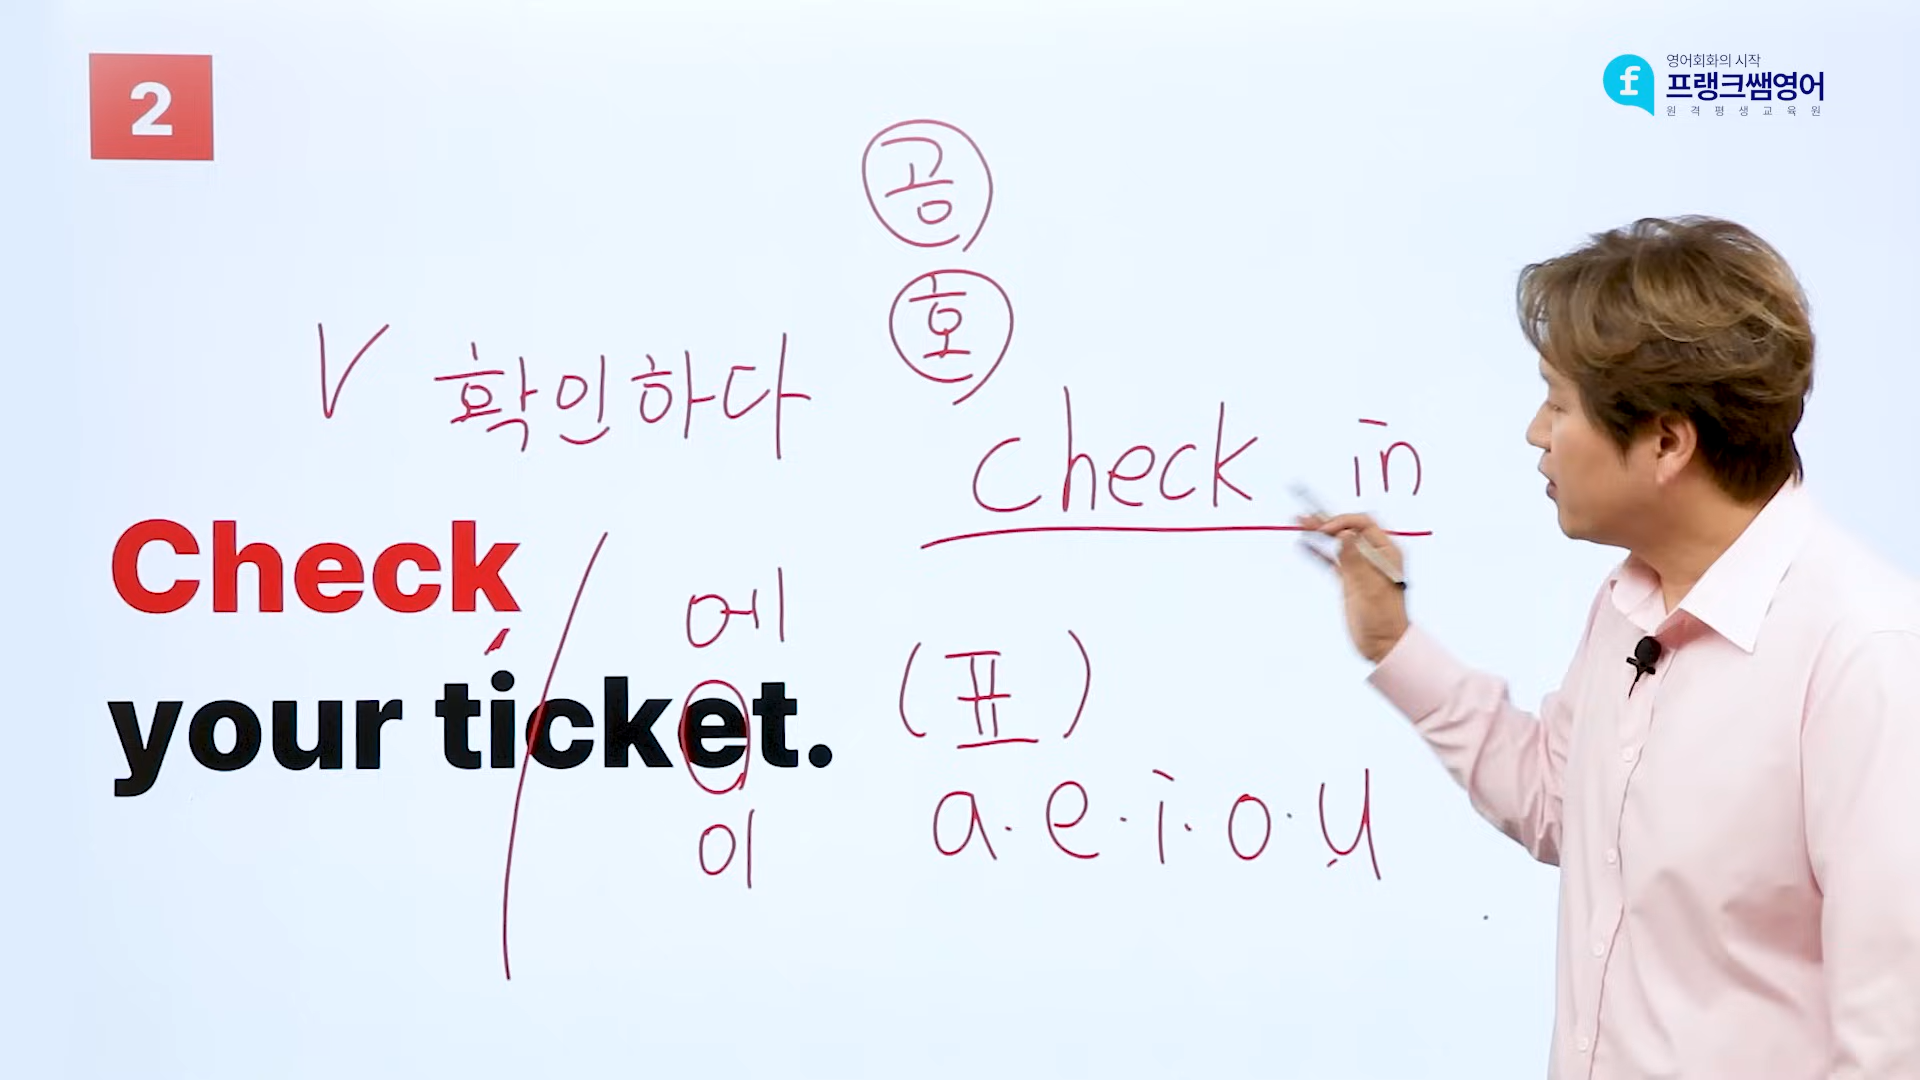 2
영어회화의 시작
프랭크쌤영어
원격평생교육원
공
호
V 확인하다
check in
Check
your ticket.
에
이
(표)
a·e·i·o·u